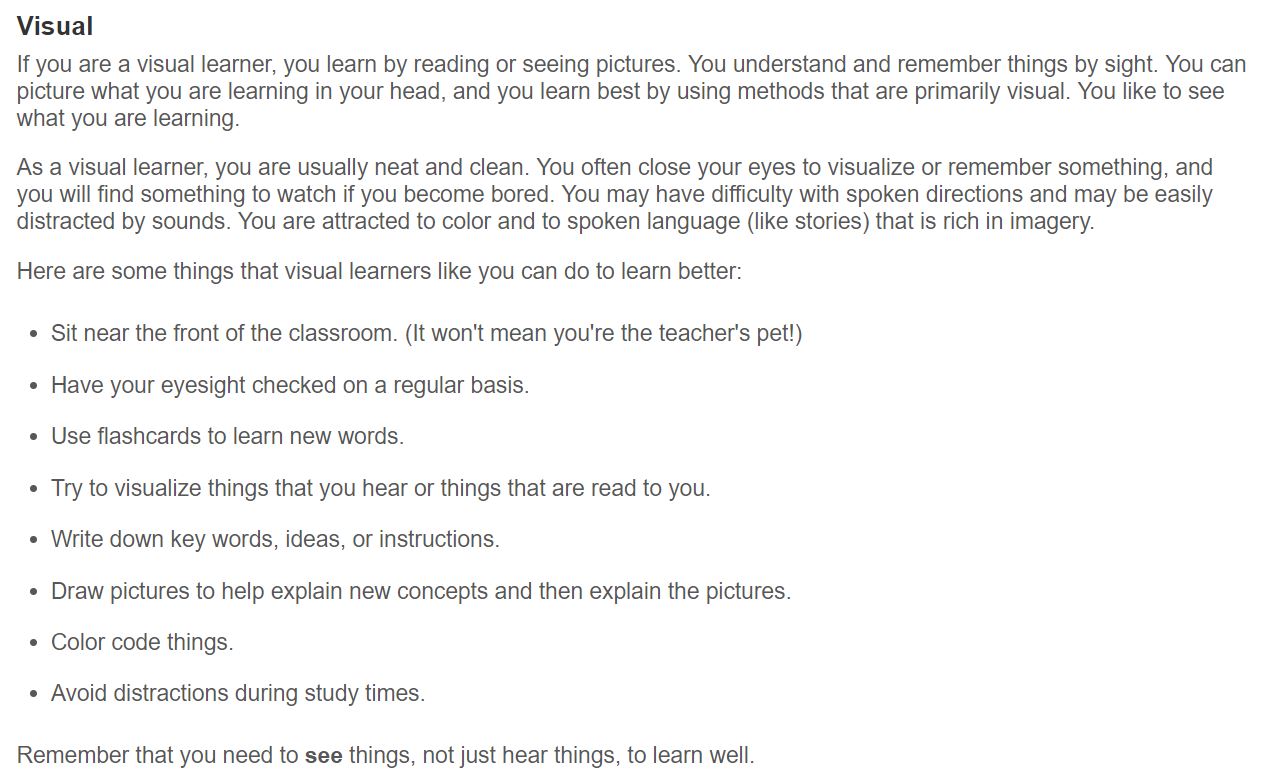 Visual
If you are a visual learner, you learn by reading or seeing pictures. You understand and remember things by sight. You can
picture what you are learning in your head, and you learn best by using methods that are primarily visual. You like to see
what you are learning.
As a visual learner, you are usually neat and clean. You often close your eyes to visualize or remember something, and
you will find something to watch if you become bored. You may have difficulty with spoken directions and may be easily
distracted by sounds. You are attracted to color and to spoken language (like stories) that is rich in imagery.
Here are some things that visual learners like you can do to learn better:
• Sit near the front of the classroom. (It won't mean you're the teacher's pet!)
• Have your eyesight checked on a regular basis.
• Use flashcards to learn new words.
• Try to visualize things that you hear or things that are read to you.
• Write down key words, ideas, or instructions.
• Draw pictures to help explain new concepts and then explain the pictures.
• Color code things.
• Avoid distractions during study times.
Remember that you need to see things, not just hear things, to learn well.